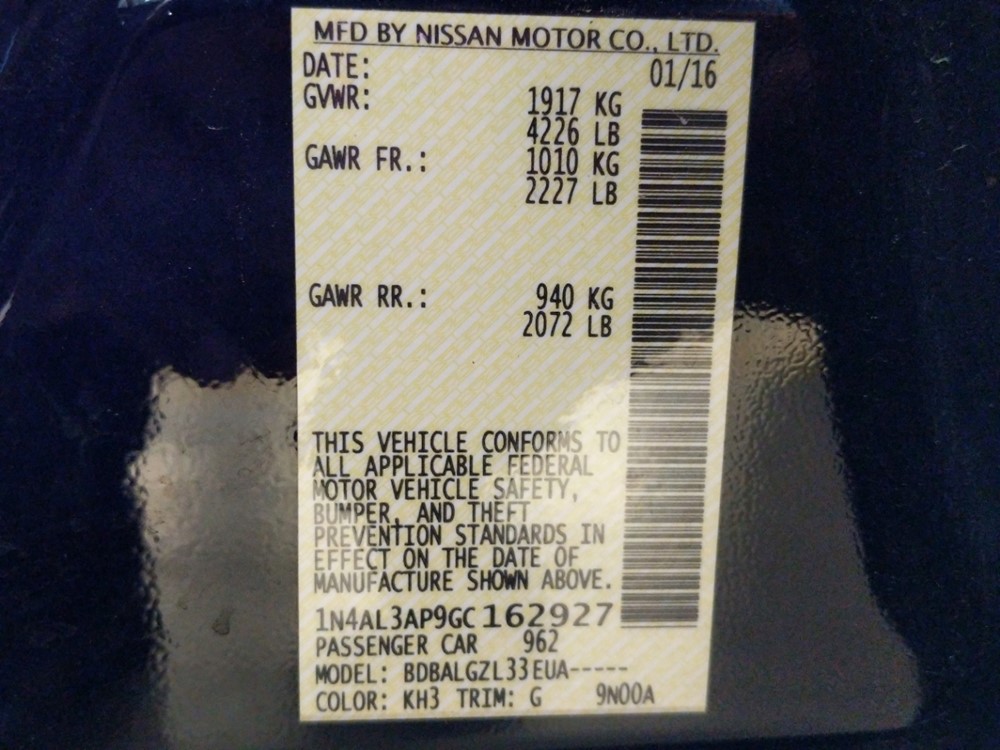 MFD BY NISSAN MOTOR CO., LTD.
DATE: 01/16
GVWR: 1917 KG
4226 LB
GAWR FR.: 1010 KG
2227 LB
GAWR RR.: 940 KG
2072 LB
THIS VEHICLE CONFORMS TO
ALL APPLICABLE FEDERAL
MOTOR VEHICLE SAFETY,
BUMPER, AND THEFT
PREVENTION STANDARDS IN
EFFECT ON THE DATE OF
MANUFACTURE SHOWN ABOVE.
1N4AL3AP9GC162927
PASSENGER CAR 962
MODEL: BDBALGZL33EUA-----
COLOR: KH3 TRIM: G 9N00A